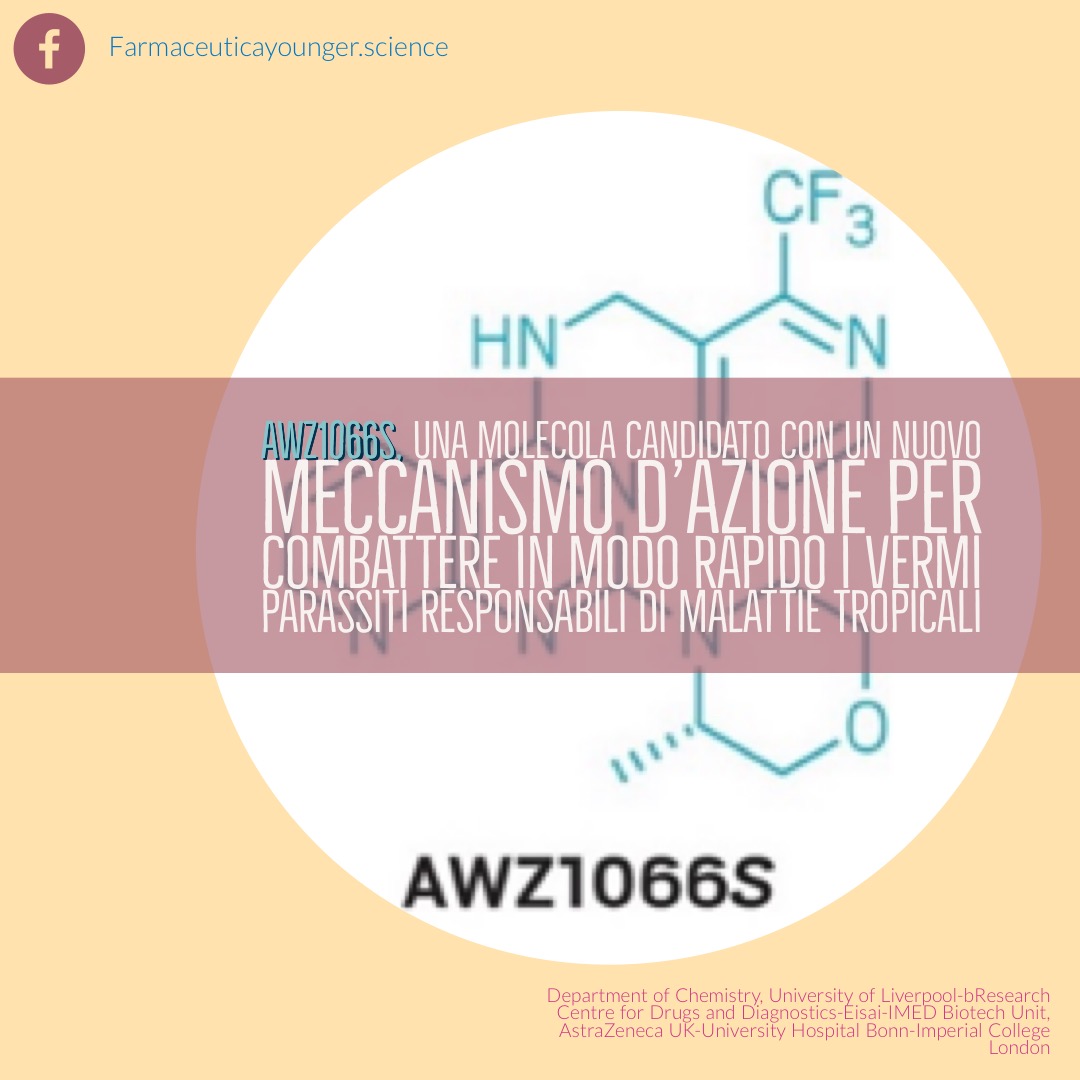 f Farmaceuticayounger.science
CF3
HN N
AWZ1066S, UNA MOLECOLA CANDIDATO CON UN NUOVO
MECCANISMO D’AZIONE PER
COMBATTERE IN MODO RAPIDO I VERMI
PARASSITI RESPONSABILI DI MALATTIE TROPICALI
N
N N N
O
AWZ1066S
Department of Chemistry, University of Liverpool-bResearch
Centre for Drugs and Diagnostics-Eisai-IMED Biotech Unit,
AstraZeneca UK-University Hospital Bonn-Imperial College
London